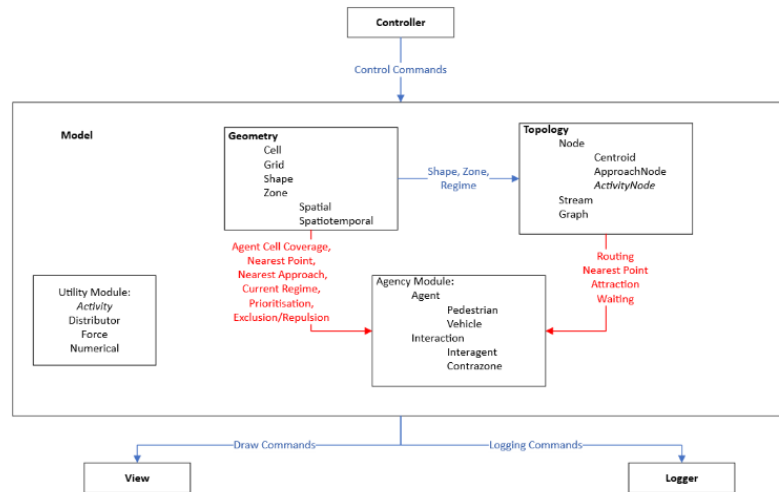 Controller
Control Commands
Model
Geometry
Cell
Grid
Shape
Zone
Spatial
Spatiotemporal
Shape, Zone,
Regime
Topology
Node
Centroid
ApproachNode
ActivityNode
Stream
Graph
Agent Cell Coverage,
Nearest Point,
Nearest Approach,
Current Regime,
Prioritisation,
Exclusion/Repulsion
Routing
Nearest Point
Attraction
Waiting
Utility Module:
Activity
Distributor
Force
Numerical
Agency Module:
Agent
Pedestrian
Vehicle
Interaction
Interagent
Contrazone
Draw Commands
Logging Commands
View
Logger